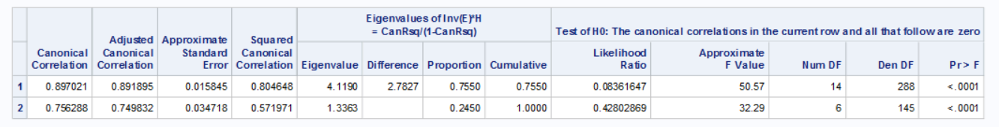 Eigenvalues of Inv(E)*H
= CanRsq/(1-CanRsq)
Test of H0: The canonical correlations in the current row and all that follow are zero
Canonical
Correlation
Adjusted
Canonical
Correlation
Approximate
Standard
Error
Squared
Canonical
Correlation
Eigenvalue Difference Proportion Cumulative
Likelihood
Ratio
Approximate
F Value
Num DF Den DF Pr > F
1 0.897021 0.891895 0.015845 0.804648 4.1190 2.7827 0.7550 0.7550 0.08361647 50.57 14 288 <.0001
2 0.756288 0.749832 0.034718 0.571971 1.3363 0.2450 1.0000 0.42802869 32.29 6 145 <.0001